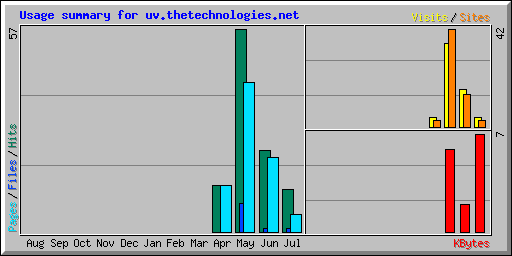 Usage summary for uv.thetechnologies.net
Visits / Sites
57
42
Pages / Files / Hits
7
Aug Sep Oct Nov Dec Jan Feb Mar Apr May Jun Jul
KBytes